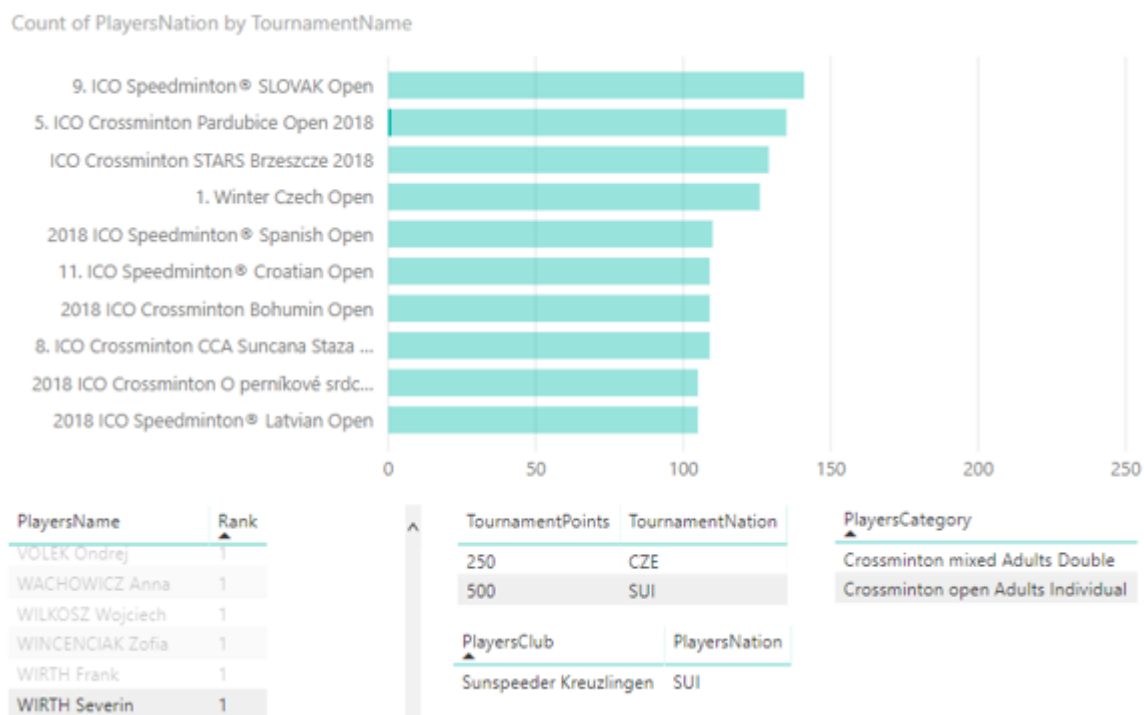 Count of PlayersNation by TournamentName
9. ICO Speedminton® SLOVAK Open
5. ICO Crossminton Pardubice Open 2018
ICO Crossminton STARS Brzeszcze 2018
1. Winter Czech Open
2018 ICO Speedminton® Spanish Open
11. ICO Speedminton® Croatian Open
2018 ICO Crossminton Bohumin Open
8. ICO Crossminton CCA Suncana Staza ...
2018 ICO Crossminton O perníkové srdc...
2018 ICO Speedminton® Latvian Open
0 50 100 150 200 250
PlayersName Rank
VOLEK Ondrej 1
WACHOWICZ Anna 1
WILKOSZ Wojciech 1
WINCENCIAK Zofia 1
WIRTH Frank 1
WIRTH Severin 1
TournamentPoints TournamentNation
250 CZE
500 SUI
PlayersClub PlayersNation
Sunspeeder Kreuzlingen SUI
PlayersCategory
Crossminton mixed Adults Double
Crossminton open Adults Individual